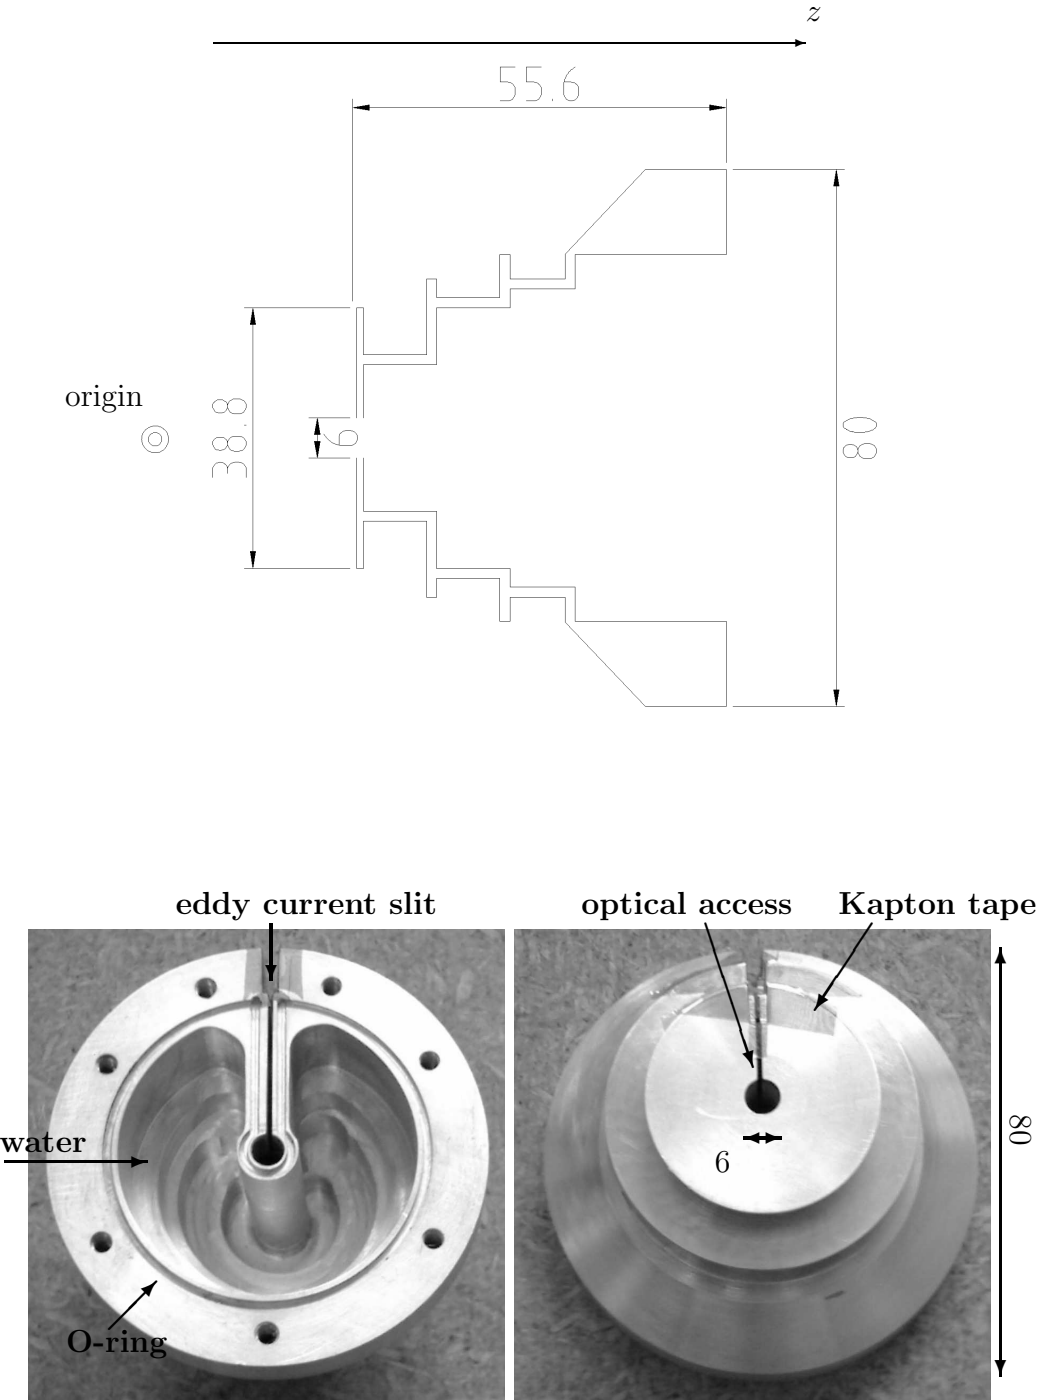 z
55.6
origin
38.8
6
80
eddy current slit
optical access
Kapton tape
water
6
80
O-ring